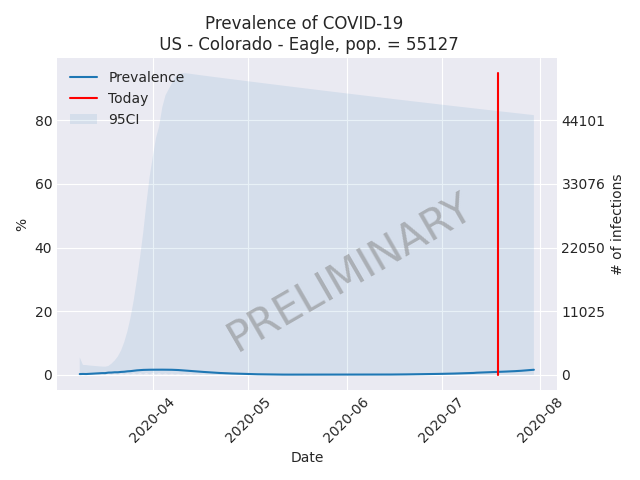 Prevalence of COVID-19
US - Colorado - Eagle, pop. = 55127
Prevalence
Today
95CI
80
60
40
20
0
%
44101
33076
22050
11025
0
# of infections
PRELIMINARY
2020-04
2020-05
2020-06
2020-07
2020-08
Date